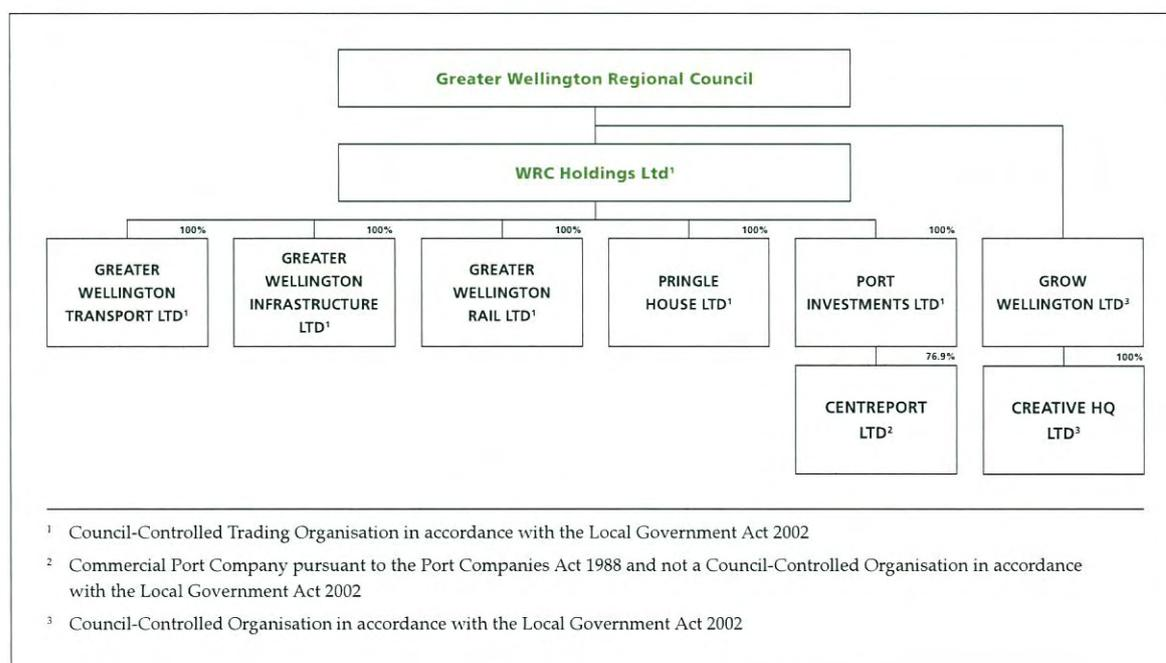 Greater Wellington Regional Council
WRC Holdings Ltd¹
100%
100%
100%
100%
100%
GREATER
WELLINGTON
TRANSPORT LTD¹
GREATER
WELLINGTON
INFRASTRUCTURE
LTD¹
GREATER
WELLINGTON
RAIL LTD¹
PRINGLE
HOUSE LTD¹
PORT
INVESTMENTS LTD¹
GROW
WELLINGTON LTD³
76.9%
100%
CENTREPORT
LTD²
CREATIVE HQ
LTD³
¹ Council-Controlled Trading Organisation in accordance with the Local Government Act 2002
² Commercial Port Company pursuant to the Port Companies Act 1988 and not a Council-Controlled Organisation in accordance
with the Local Government Act 2002
³ Council-Controlled Organisation in accordance with the Local Government Act 2002